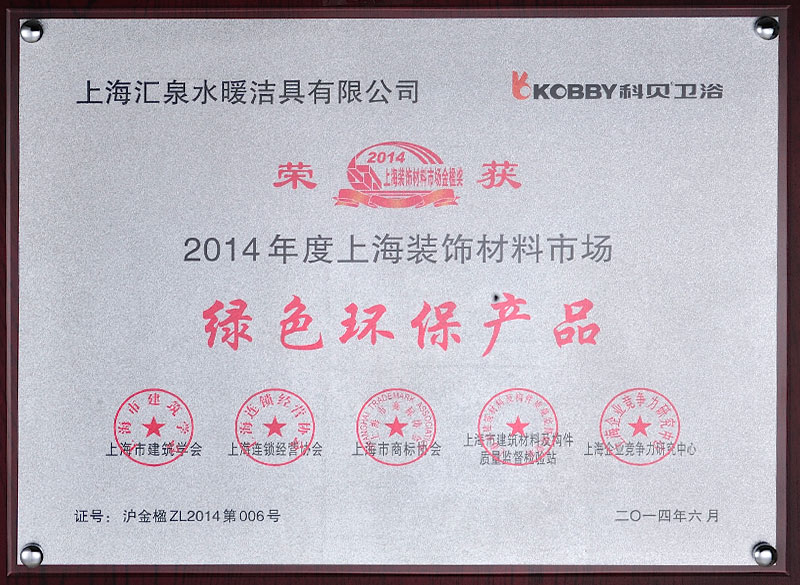 上海汇泉水暖洁具有限公司
KOBBY科贝®卫浴
荣
2014
上海装饰材料市场金楹奖
获
2014年度上海装饰材料市场
绿色环保产品
上海市建筑学会
上海连锁经营协会
上海市商标协会
上海市建筑材料及构件
质量监督检验站
上海企业竞争力研究中心
证号：沪金楹ZL2014第006号
二〇一四年六月